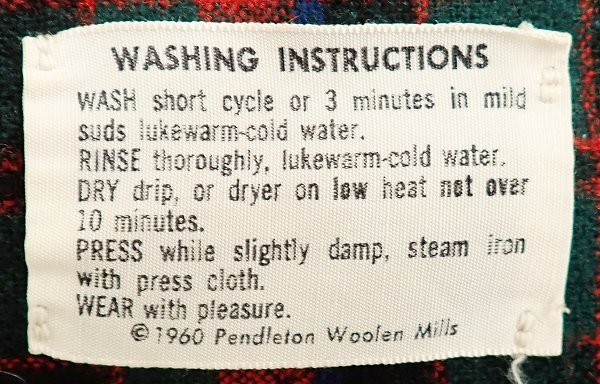 WASHING INSTRUCTIONS
WASH short cycle or 3 minutes in mild
suds lukewarm-cold water.
RINSE thoroughly, lukewarm-cold water.
DRY drip, or dryer on low heat not over
10 minutes.
PRESS while slightly damp, steam iron
with press cloth.
WEAR with pleasure.
© 1960 Pendleton Woolen Mills